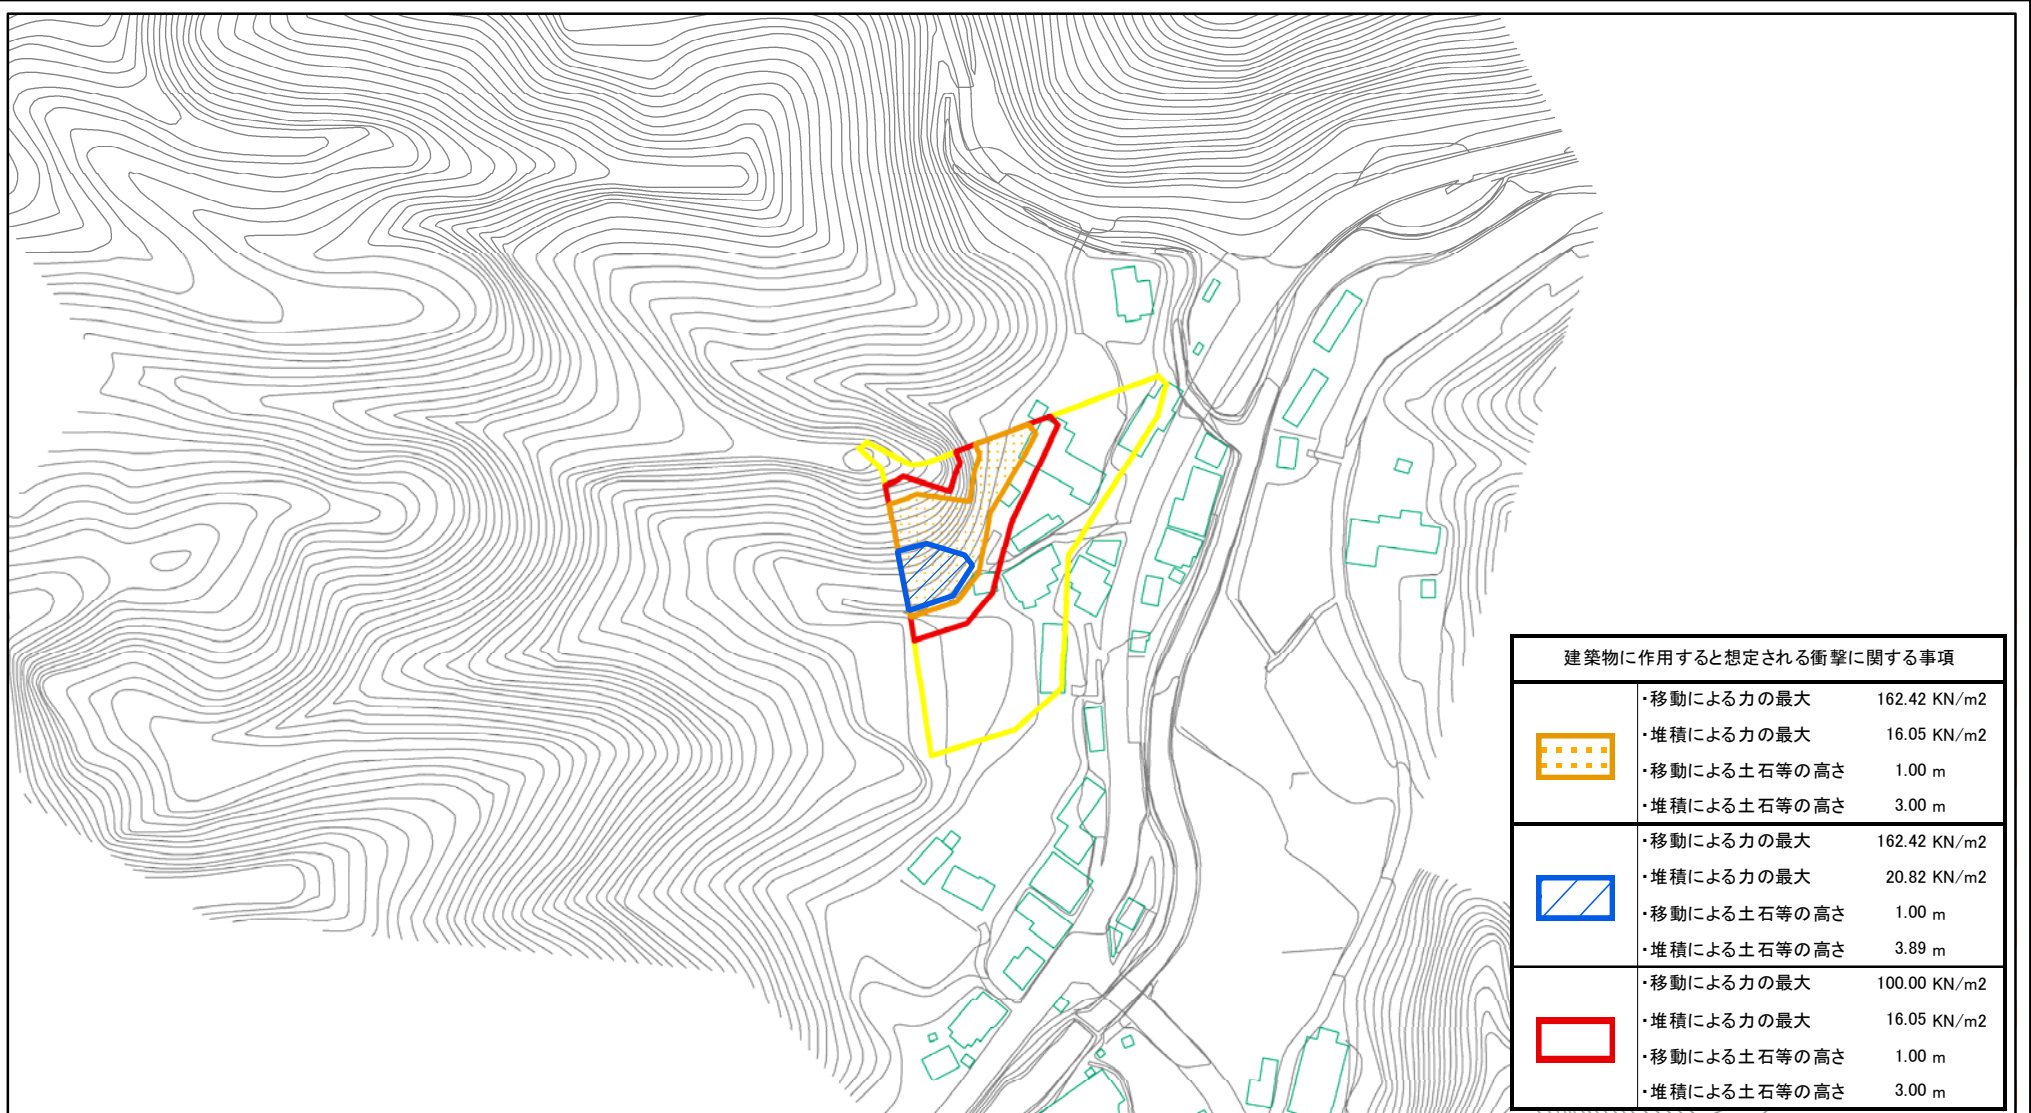 建築物に作用すると想定される衝撃に関する事項
・移動による力の最大 162.42 KN/m2
・堆積による力の最大 16.05 KN/m2
・移動による土石等の高さ 1.00 m
・堆積による土石等の高さ 3.00 m
・移動による力の最大 162.42 KN/m2
・堆積による力の最大 20.82 KN/m2
・移動による土石等の高さ 1.00 m
・堆積による土石等の高さ 3.89 m
・移動による力の最大 100.00 KN/m2
・堆積による力の最大 16.05 KN/m2
・移動による土石等の高さ 1.00 m
・堆積による土石等の高さ 3.00 m